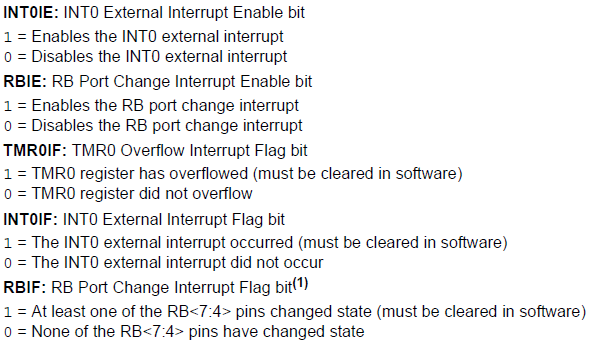 INT0IE: INT0 External Interrupt Enable bit
1 = Enables the INT0 external interrupt
0 = Disables the INT0 external interrupt
RBIE: RB Port Change Interrupt Enable bit
1 = Enables the RB port change interrupt
0 = Disables the RB port change interrupt
TMR0IF: TMR0 Overflow Interrupt Flag bit
1 = TMR0 register has overflowed (must be cleared in software)
0 = TMR0 register did not overflow
INT0IF: INT0 External Interrupt Flag bit
1 = The INT0 external interrupt occurred (must be cleared in software)
0 = The INT0 external interrupt did not occur
RBIF: RB Port Change Interrupt Flag bit(1)
1 = At least one of the RB<7:4> pins changed state (must be cleared in software)
0 = None of the RB<7:4> pins have changed state